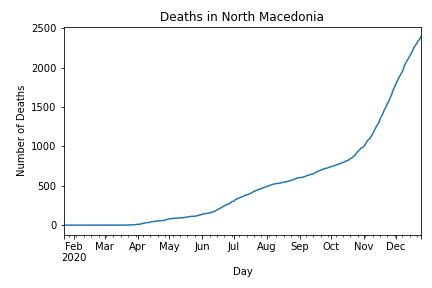 Deaths in North Macedonia
2500
2000
1500
1000
500
0
Number of Deaths
Feb Mar Apr May Jun Jul Aug Sep Oct Nov Dec
2020
Day